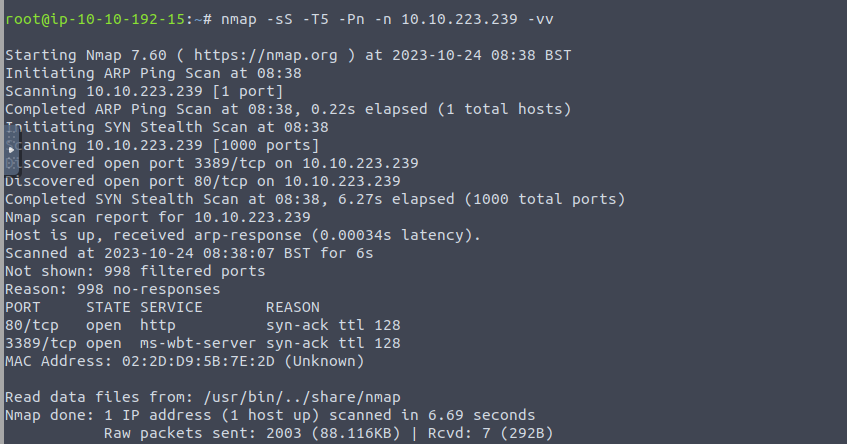 root@ip-10-10-192-15:~# nmap -sS -T5 -Pn -n 10.10.223.239 -vv
Starting Nmap 7.60 ( https://nmap.org ) at 2023-10-24 08:38 BST
Initiating ARP Ping Scan at 08:38
Scanning 10.10.223.239 [1 port]
Completed ARP Ping Scan at 08:38, 0.22s elapsed (1 total hosts)
Initiating SYN Stealth Scan at 08:38
Scanning 10.10.223.239 [1000 ports]
Discovered open port 3389/tcp on 10.10.223.239
Discovered open port 80/tcp on 10.10.223.239
Completed SYN Stealth Scan at 08:38, 6.27s elapsed (1000 total ports)
Nmap scan report for 10.10.223.239
Host is up, received arp-response (0.00034s latency).
Scanned at 2023-10-24 08:38:07 BST for 6s
Not shown: 998 filtered ports
Reason: 998 no-responses
PORT     STATE SERVICE       REASON
80/tcp   open  http          syn-ack ttl 128
3389/tcp open  ms-wbt-server syn-ack ttl 128
MAC Address: 02:2D:D9:5B:7E:2D (Unknown)
Read data files from: /usr/bin/../share/nmap
Nmap done: 1 IP address (1 host up) scanned in 6.69 seconds
           Raw packets sent: 2003 (88.116KB) | Rcvd: 7 (292B)